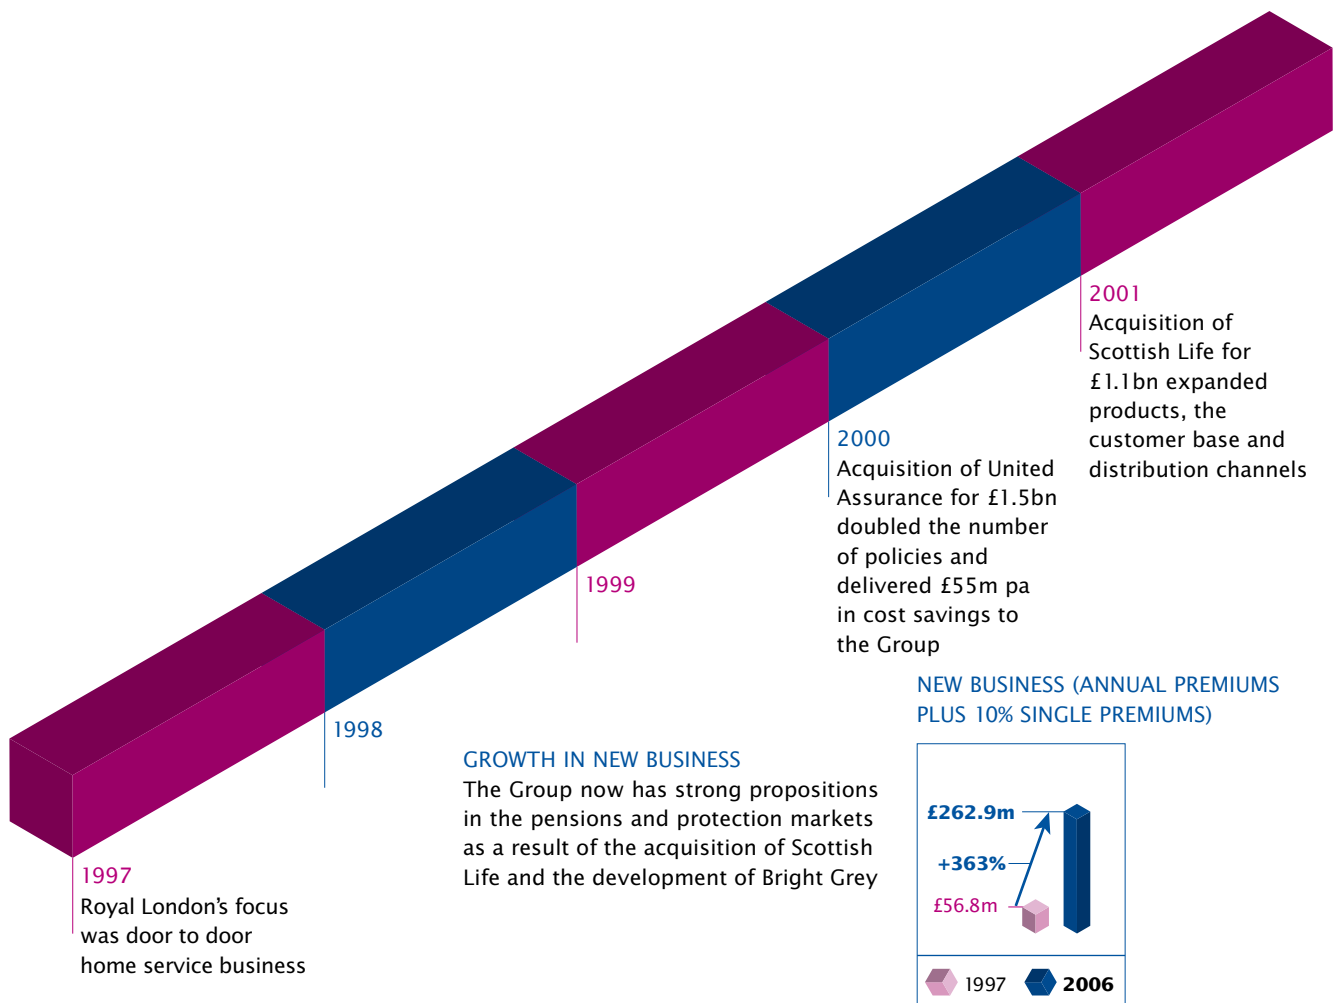 2001
Acquisition of
Scottish Life for
£1.1bn expanded
products, the
customer base and
distribution channels
2000
Acquisition of United
Assurance for £1.5bn
doubled the number
of policies and
delivered £55m pa
in cost savings to
the Group
1999
1998
1997
Royal London’s focus
was door to door
home service business
GROWTH IN NEW BUSINESS
The Group now has strong propositions
in the pensions and protection markets
as a result of the acquisition of Scottish
Life and the development of Bright Grey
NEW BUSINESS (ANNUAL PREMIUMS
PLUS 10% SINGLE PREMIUMS)
£262.9m
+363%
£56.8m
1997 2006